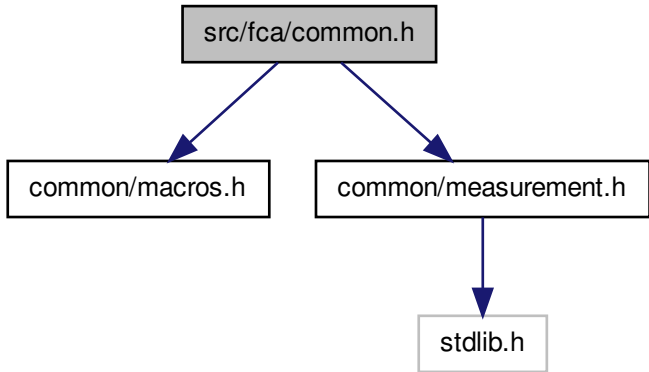 src/fca/common.h
common/macros.h
common/measurement.h
stdlib.h